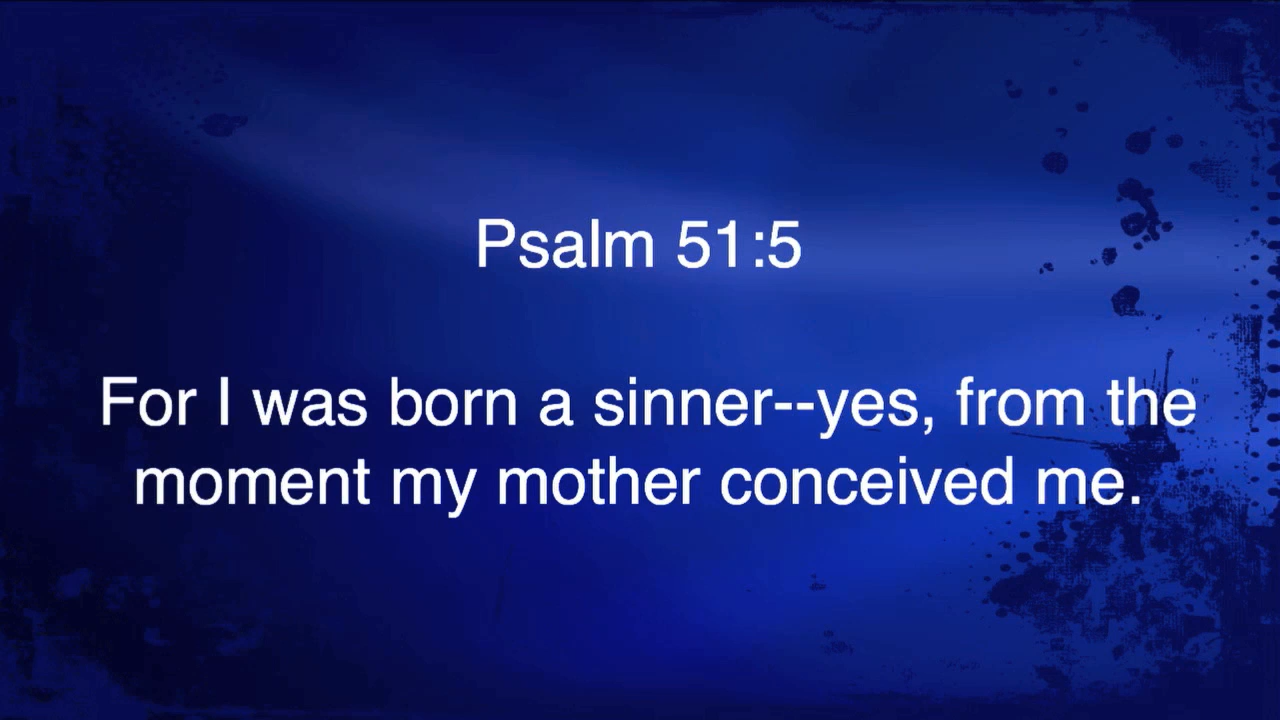 Psalm 51:5
For I was born a sinner--yes, from the
moment my mother conceived me.